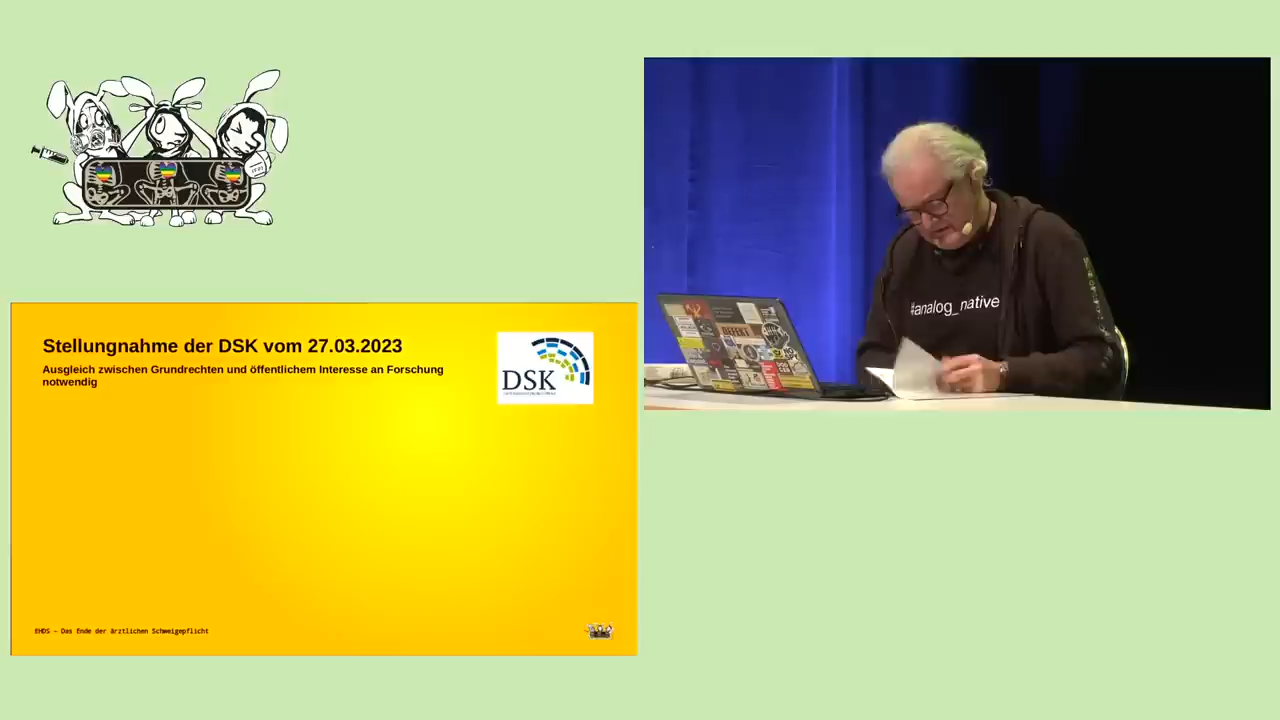 Stellungnahme der DSK vom 27.03.2023
Ausgleich zwischen Grundrechten und öffentlichem Interesse an Forschung
notwendig
DSK
EHDS – Das Ende der ärztlichen Schweigepflicht
#analog_native
DEFEKT